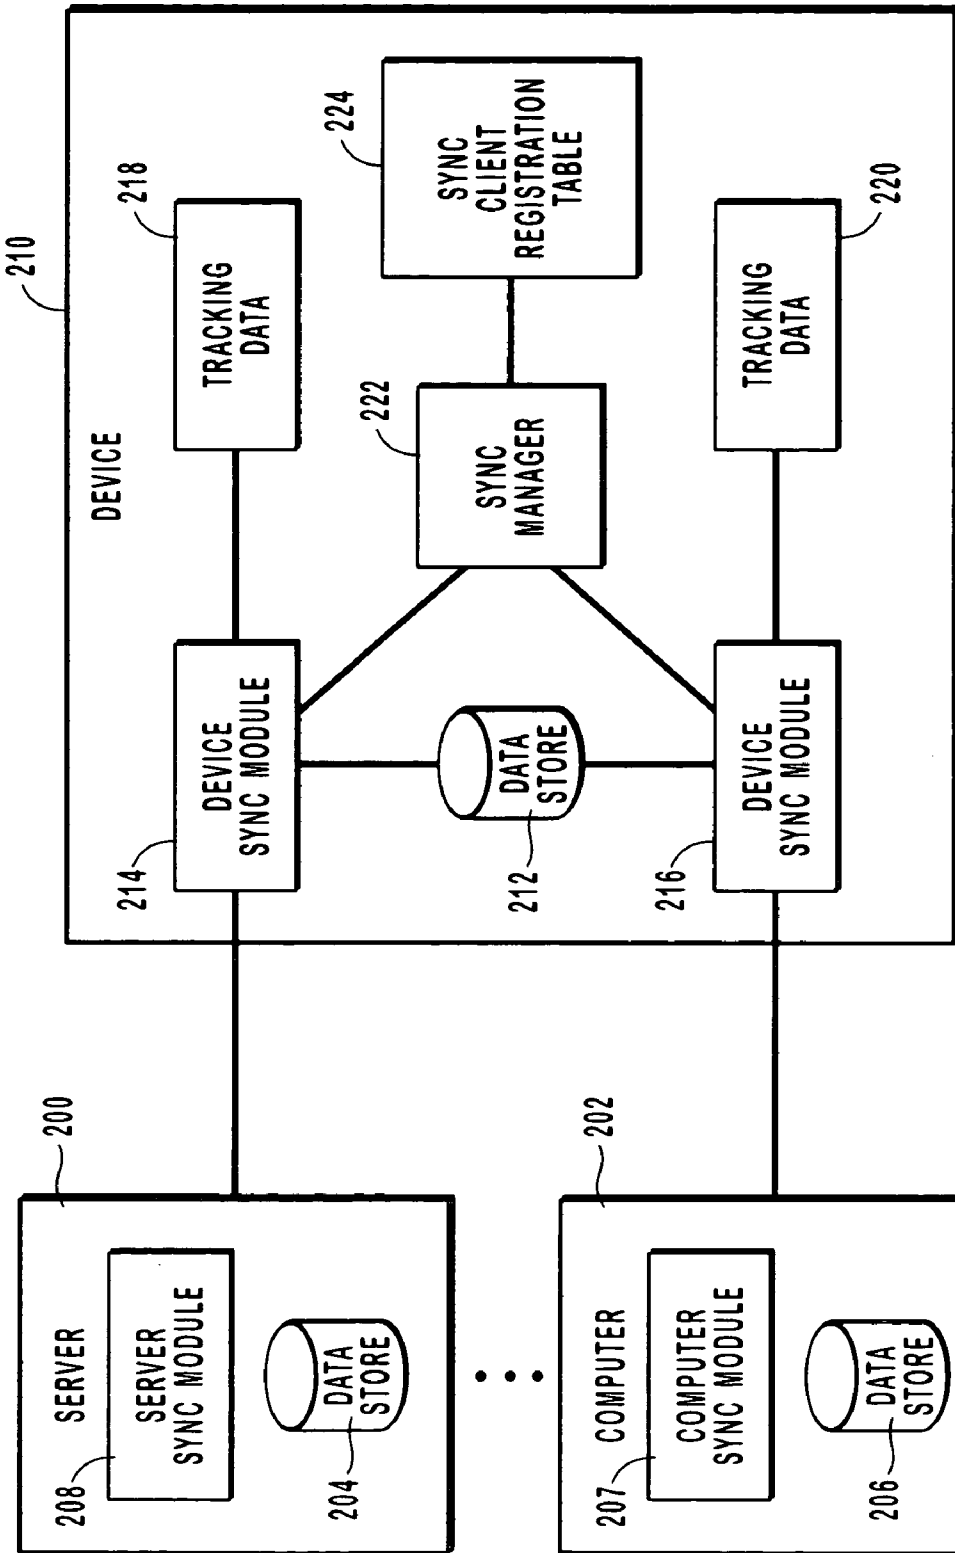 210
DEVICE
218
TRACKING
DATA
224
SYNC
CLIENT
REGISTRATION
TABLE
222
SYNC
MANAGER
220
TRACKING
DATA
214
DEVICE
SYNC MODULE
212
DATA
STORE
216
DEVICE
SYNC MODULE
200
SERVER
208
SERVER
SYNC MODULE
204
DATA
STORE
202
COMPUTER
207
COMPUTER
SYNC MODULE
206
DATA
STORE